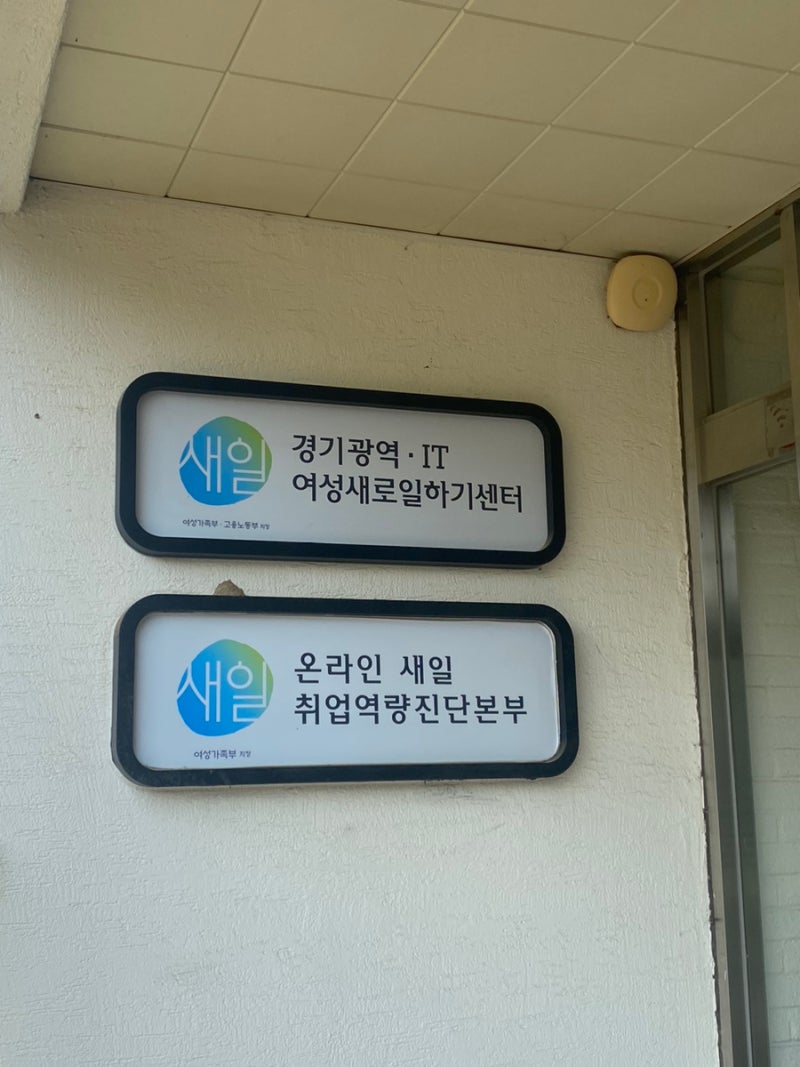 새일
경기광역·IT
여성새로일하기센터
여성가족부·고용노동부 지정
새일
온라인 새일
취업역량진단본부
여성가족부 지정